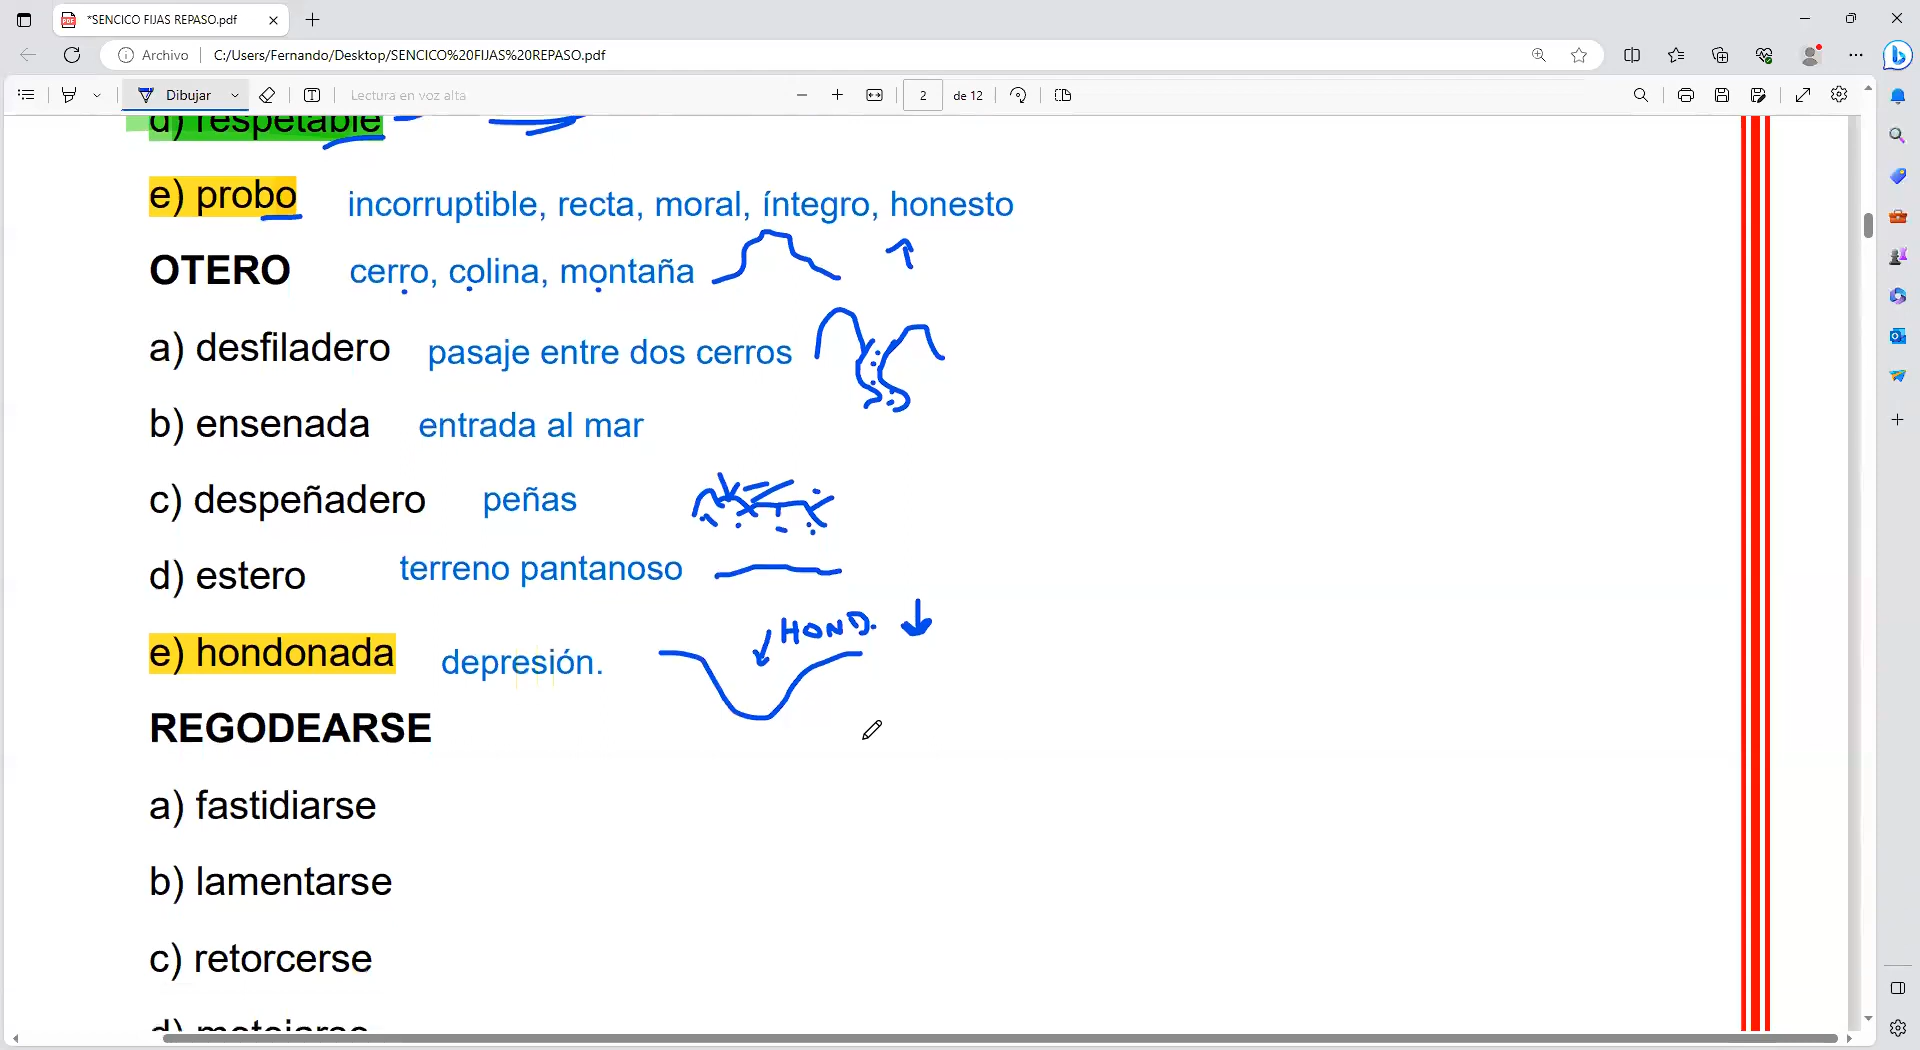 *SENCICO FIJAS REPASO.pdf
Archivo C:/Users/Fernando/Desktop/SENCICO%20FIJAS%20REPASO.pdf
Dibujar Lectura en voz alta 2 de 12
d) respetable
e) probo incorruptible, recta, moral, íntegro, honesto
OTERO cerro, colina, montaña
a) desfiladero pasaje entre dos cerros
b) ensenada entrada al mar
c) despeñadero peñas
d) estero terreno pantanoso
HOND.
e) hondonada depresión.
REGODEARSE
a) fastidiarse
b) lamentarse
c) retorcerse